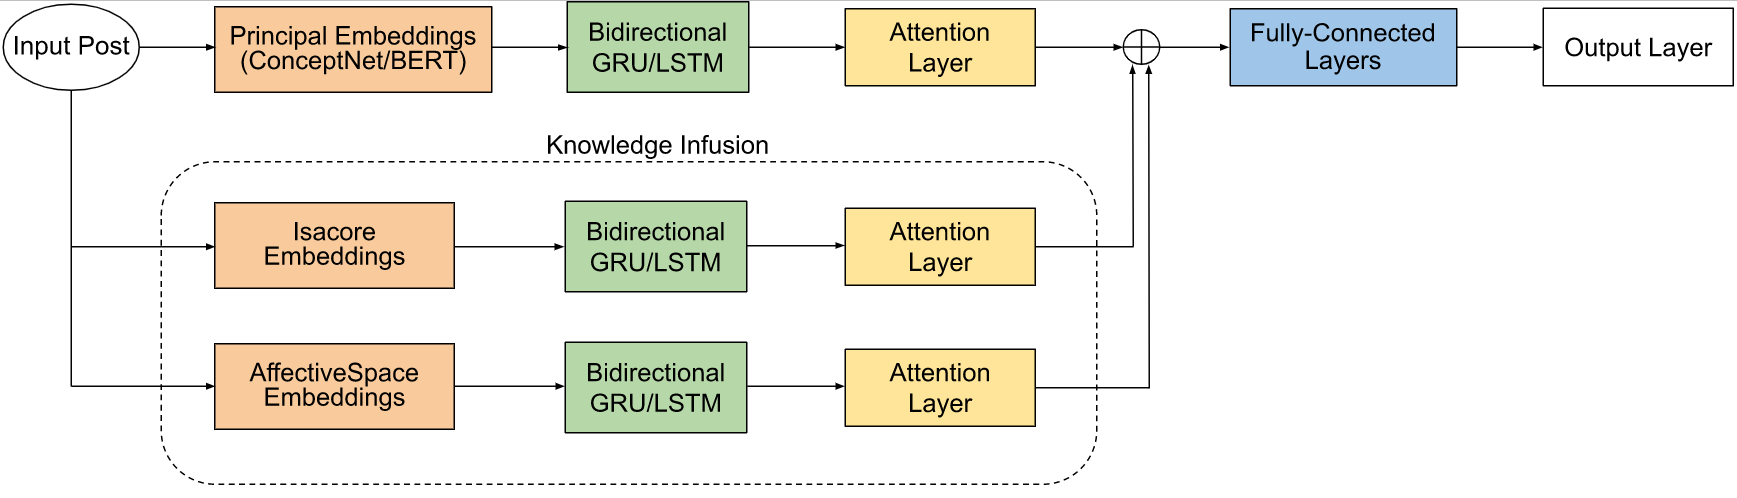 Input Post
Principal Embeddings
(ConceptNet/BERT)
Bidirectional
GRU/LSTM
Attention
Layer
Fully-Connected
Layers
Output Layer
Knowledge Infusion
Isacore
Embeddings
Bidirectional
GRU/LSTM
Attention
Layer
AffectiveSpace
Embeddings
Bidirectional
GRU/LSTM
Attention
Layer